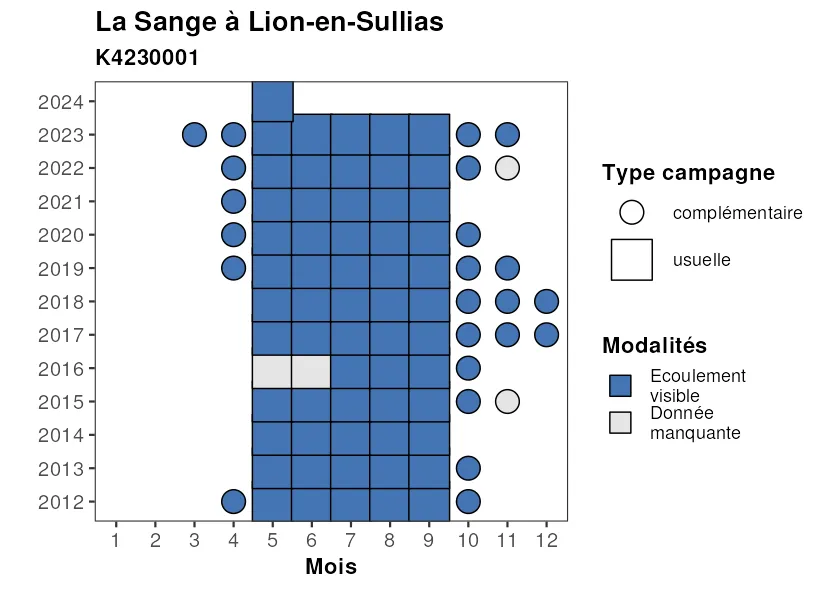 La Sange à Lion-en-Sullias
K4230001
2024
2023
2022
2021
2020
2019
2018
2017
2016
2015
2014
2013
2012
1 2 3 4 5 6 7 8 9 10 11 12
Mois
Type campagne
complémentaire
usuelle
Modalités
Ecoulement
visible
Donnée
manquante